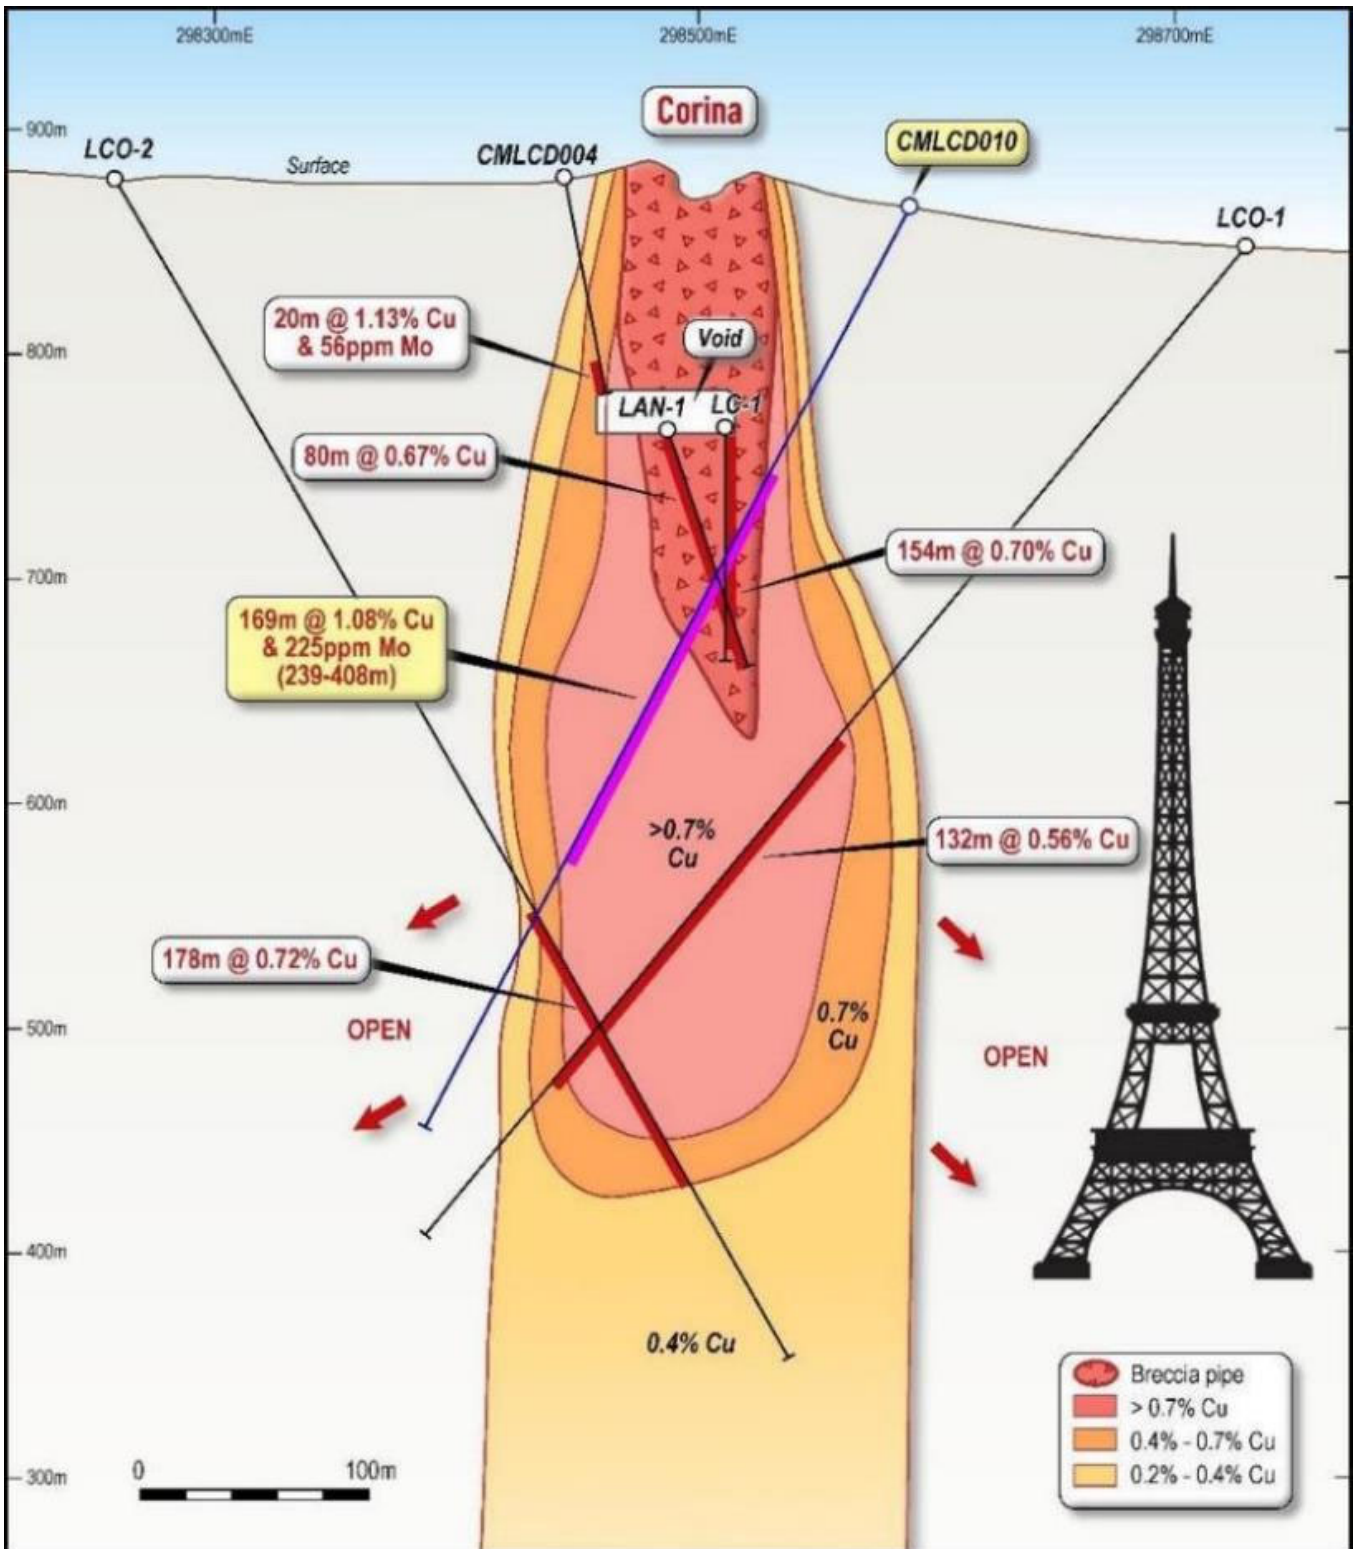 298300mE
298500mE
298700mE
Corina
900m
LCO-2
Surface
CMLCD004
CMLCD010
LCO-1
20m @ 1.13% Cu
& 56ppm Mo
800m
Void
LAN-1
LC-1
80m @ 0.67% Cu
154m @ 0.70% Cu
700m
169m @ 1.08% Cu
& 225ppm Mo
(239-408m)
600m
>0.7%
Cu
132m @ 0.56% Cu
178m @ 0.72% Cu
0.7%
Cu
500m
OPEN
OPEN
400m
0.4% Cu
Breccia pipe
> 0.7% Cu
0.4% - 0.7% Cu
0.2% - 0.4% Cu
300m
0
100m